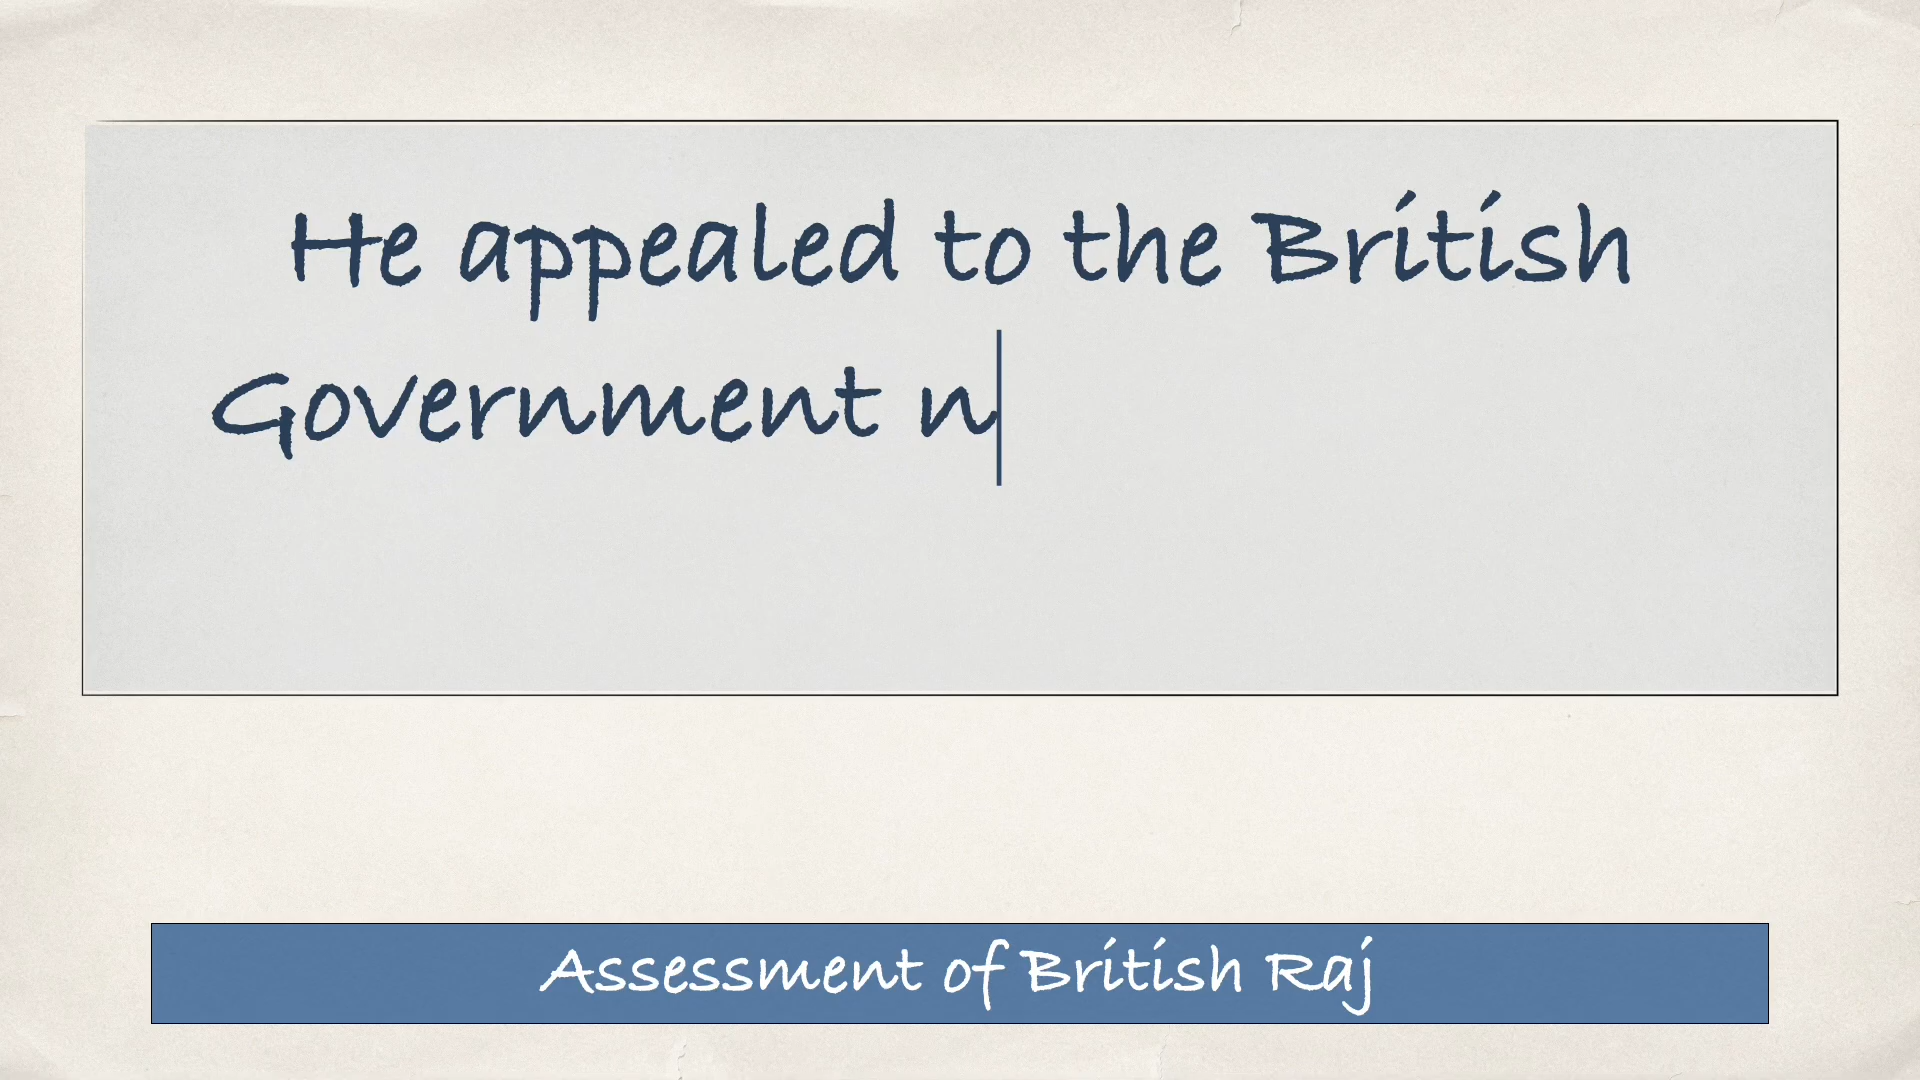 He appealed to the British
Government n
Assessment of British Raj